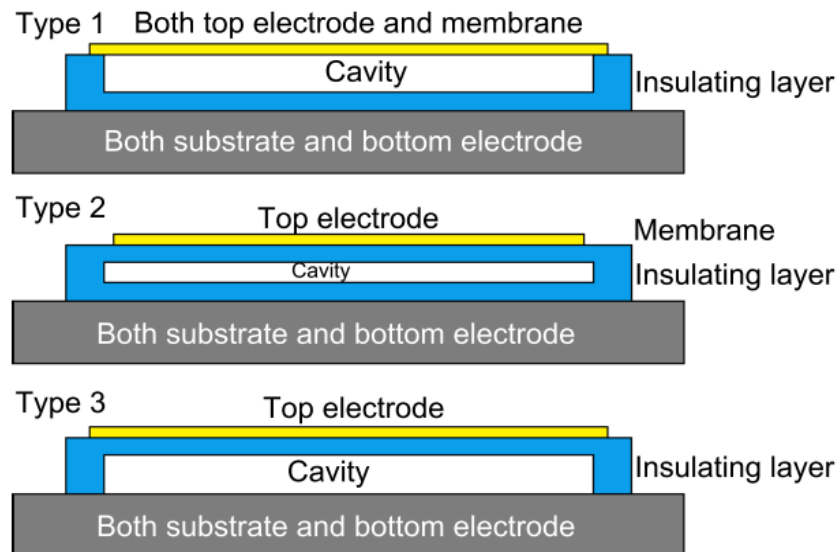 Type 1
Both top electrode and membrane
Cavity
Insulating layer
Both substrate and bottom electrode
Type 2
Top electrode
Membrane
Cavity
Insulating layer
Both substrate and bottom electrode
Type 3
Top electrode
Cavity
Insulating layer
Both substrate and bottom electrode